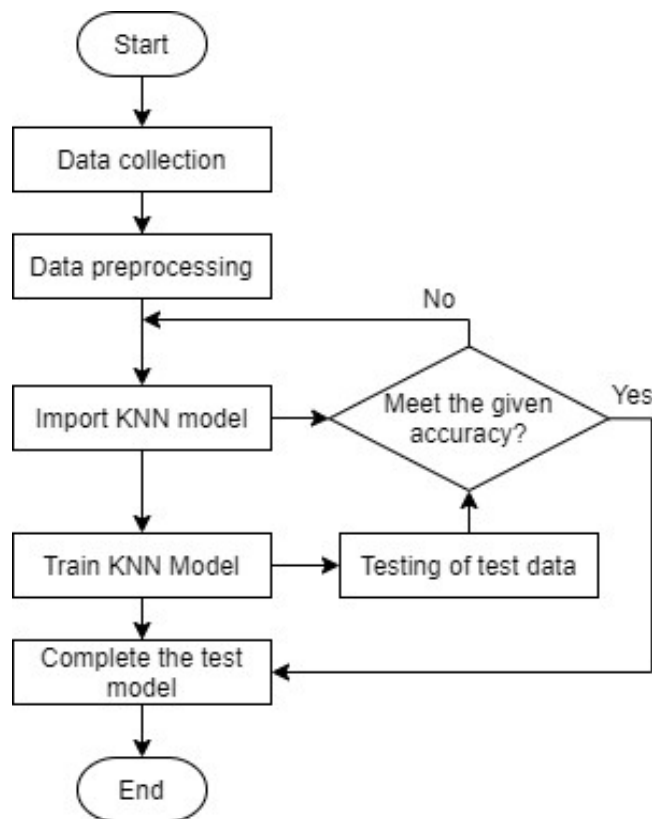 Start
Data collection
Data preprocessing
No
Import KNN model
Meet the given
accuracy?
Yes
Train KNN Model
Testing of test data
Complete the test
model
End